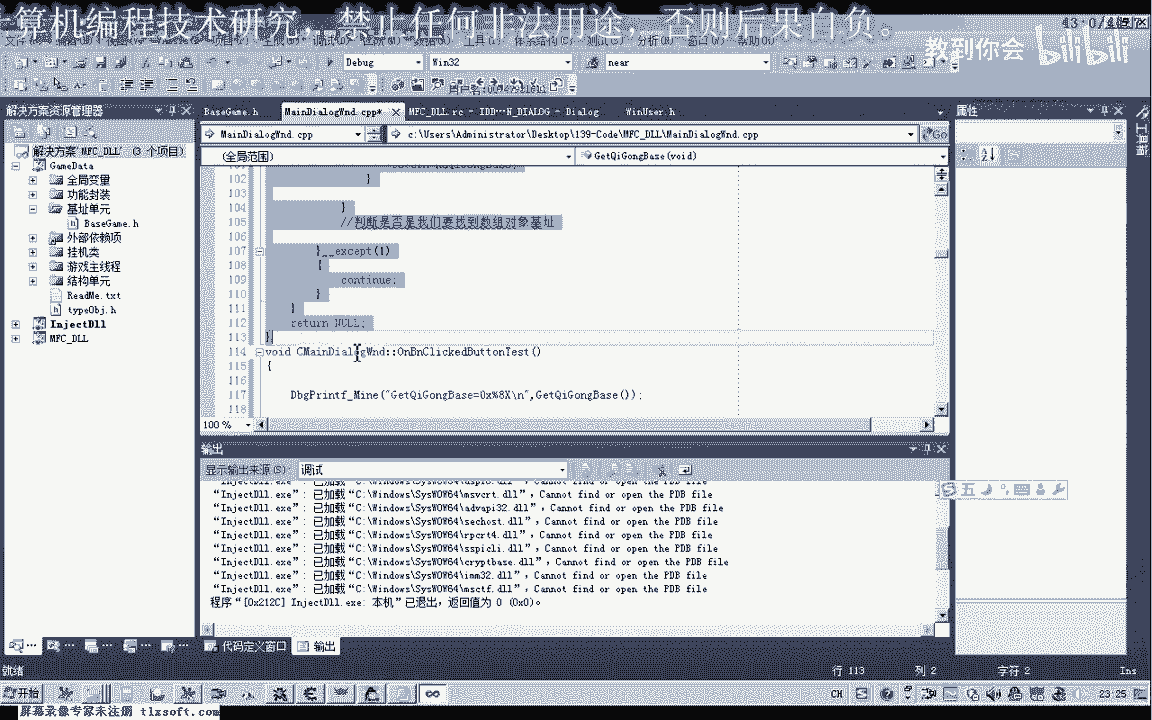 算机编程技术研究，禁止任何非法用途，否则后果自负。
教到你会 bilibili
Debug Win32 near
解决方案资源管理器
BaseGame.h MainDialogWnd.cpp* MFC_DLL.rc - IDD...N_DIALOG - Dialog WinUser.h
属性
工具箱
MainDialogWnd.cpp c:\Users\Administrator\Desktop\139-Code\MFC_DLL\MainDialogWnd.cpp Go
(全局范围) GetQiGongBase(void)
解决方案"MFC_DLL" (3 个项目)
GameData
全局变量
功能封装
基址单元
BaseGame.h
外部依赖项
挂机类
游戏主线程
结构单元
ReadMe.txt
typeObj.h
InjectDll
MFC_DLL
102 }
103
104 }
105 //判断是否是我们要找到数组对象基址
106
107 }__except(1)
108 {
109 continue;
110 }
111 }
112 return NULL;
113 }
114 void CMainDialogWnd::OnBnClickedButtonTest()
115 {
116
117 DbgPrintf_Mine("GetQiGongBase=0x%8X\n",GetQiGongBase());
118
100 %
输出
显示输出来源(S): 调试
"InjectDll.exe": 已加载"C:\Windows\SysWOW64\msvcrt.dll", Cannot find or open the PDB file
"InjectDll.exe": 已加载"C:\Windows\SysWOW64\advapi32.dll", Cannot find or open the PDB file
"InjectDll.exe": 已加载"C:\Windows\SysWOW64\sechost.dll", Cannot find or open the PDB file
"InjectDll.exe": 已加载"C:\Windows\SysWOW64\rpcrt4.dll", Cannot find or open the PDB file
"InjectDll.exe": 已加载"C:\Windows\SysWOW64\sspicli.dll", Cannot find or open the PDB file
"InjectDll.exe": 已加载"C:\Windows\SysWOW64\cryptbase.dll", Cannot find or open the PDB file
"InjectDll.exe": 已加载"C:\Windows\SysWOW64\imm32.dll", Cannot find or open the PDB file
"InjectDll.exe": 已加载"C:\Windows\SysWOW64\msctf.dll", Cannot find or open the PDB file
程序"[0x212C] InjectDll.exe: 本机"已退出，返回值为 0 (0x0)。
五
代码定义窗口 输出
就绪 行 113 列 2 字符 2 Ins
开始 CH 23:25
屏幕录像专家未注册 tlxsoft.com